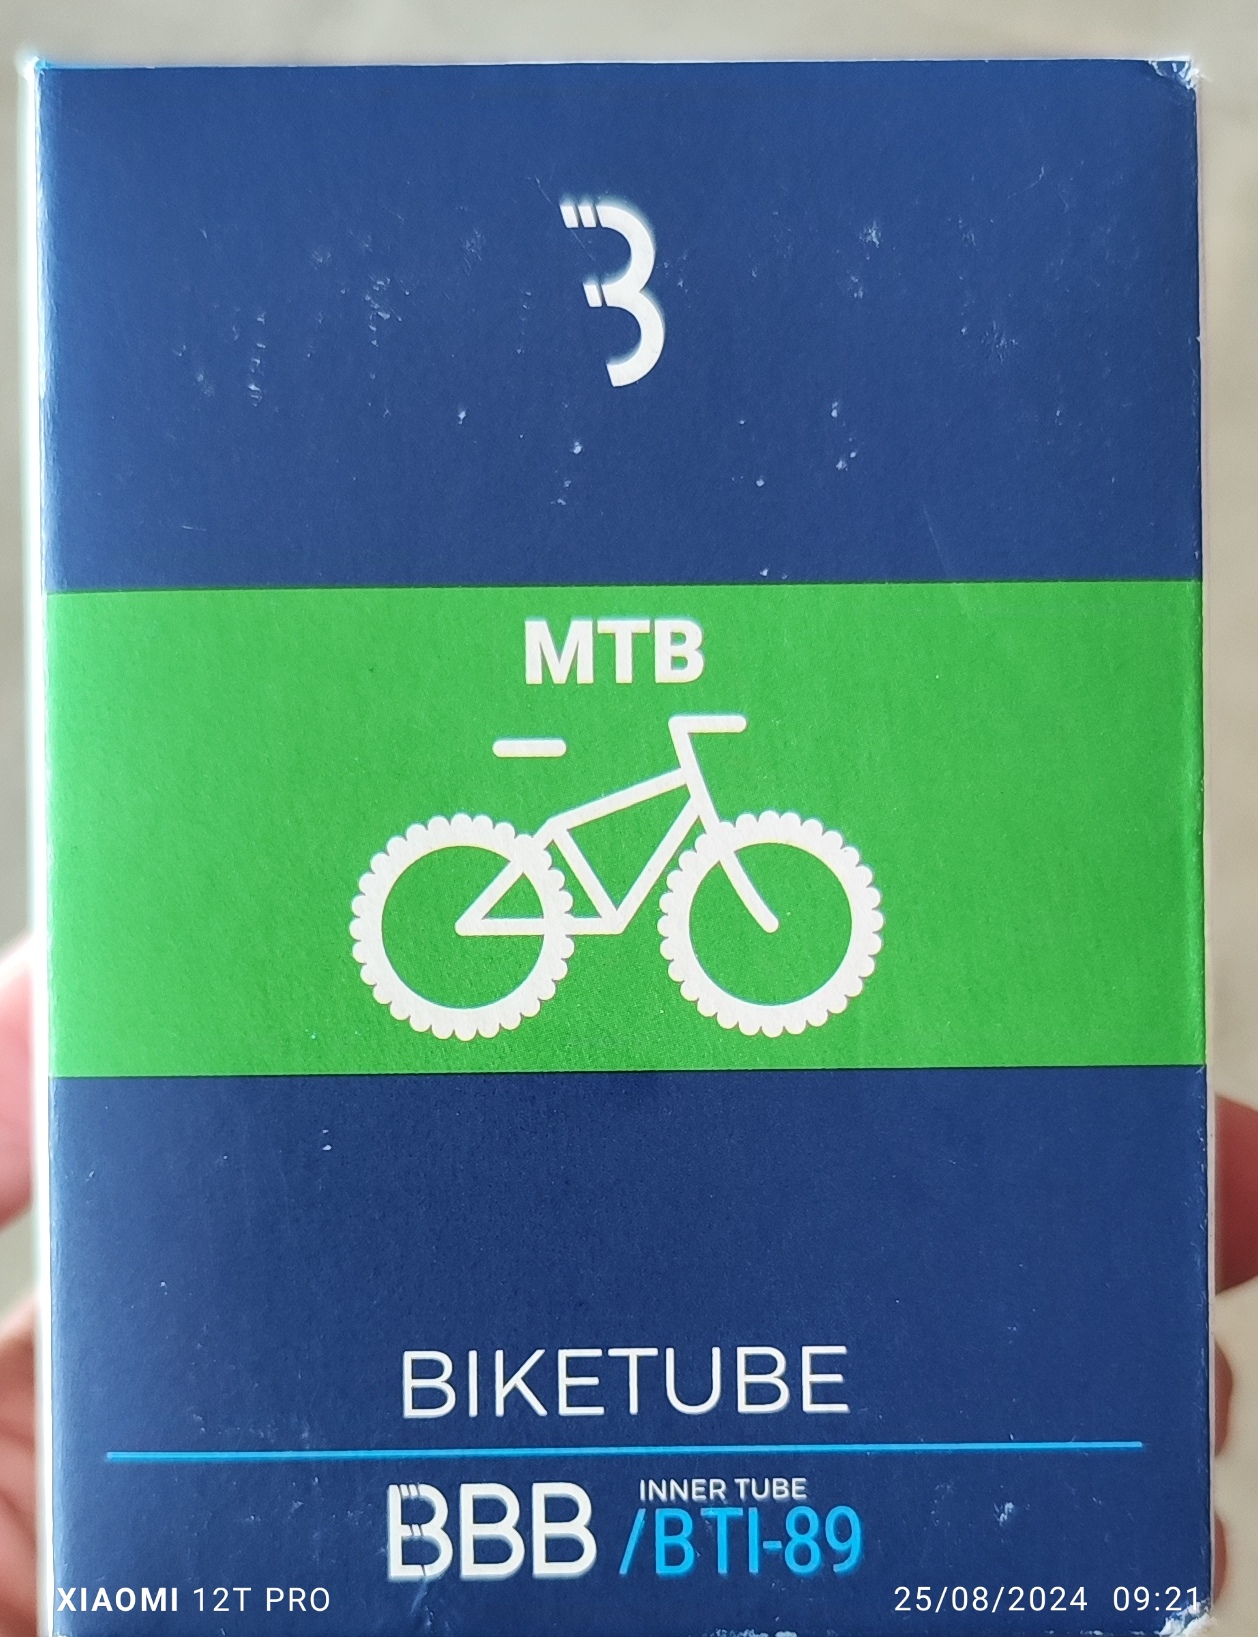 B
MTB
BIKETUBE
BBB INNER TUBE
/BTI-89
XIAOMI 12T PRO 25/08/2024 09:21